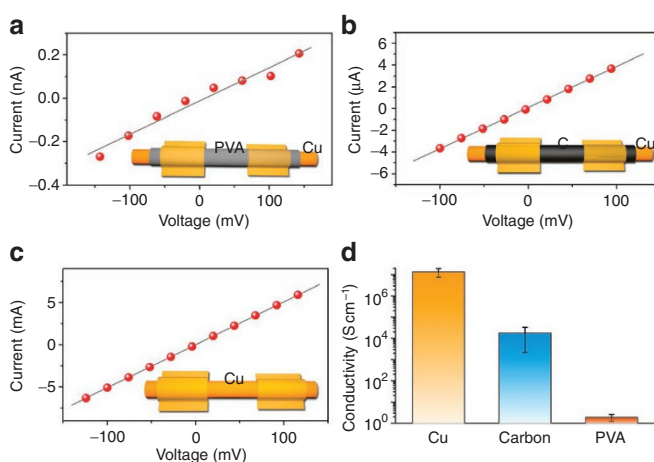 a
Current (nA)
0.2
0.0
−0.2
−0.4
PVA
Cu
−100
0
100
Voltage (mV)
b
Current (μA)
6
4
2
0
−2
−4
−6
C
Cu
−100
0
100
Voltage (mV)
c
Current (mA)
5
0
−5
Cu
−100
0
100
Voltage (mV)
d
Conductivity (S cm⁻¹)
10⁶
10⁴
10²
10⁰
Cu
Carbon
PVA